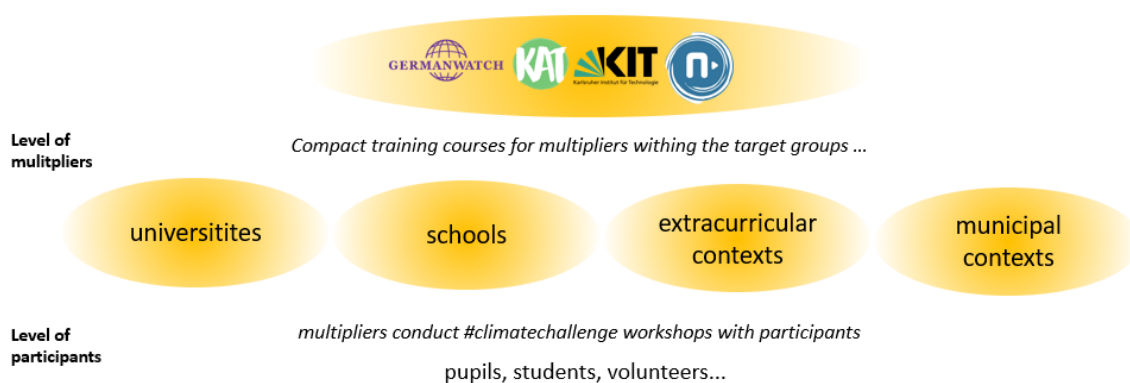 GERMANWATCH
KAT
KIT
Karlsruher Institut für Technologie
n
Level of
mulitpliers
Compact training courses for multipliers withing the target groups ...
universitites
schools
extracurricular
contexts
municipal
contexts
Level of
participants
multipliers conduct #climatechallenge workshops with participants
pupils, students, volunteers...